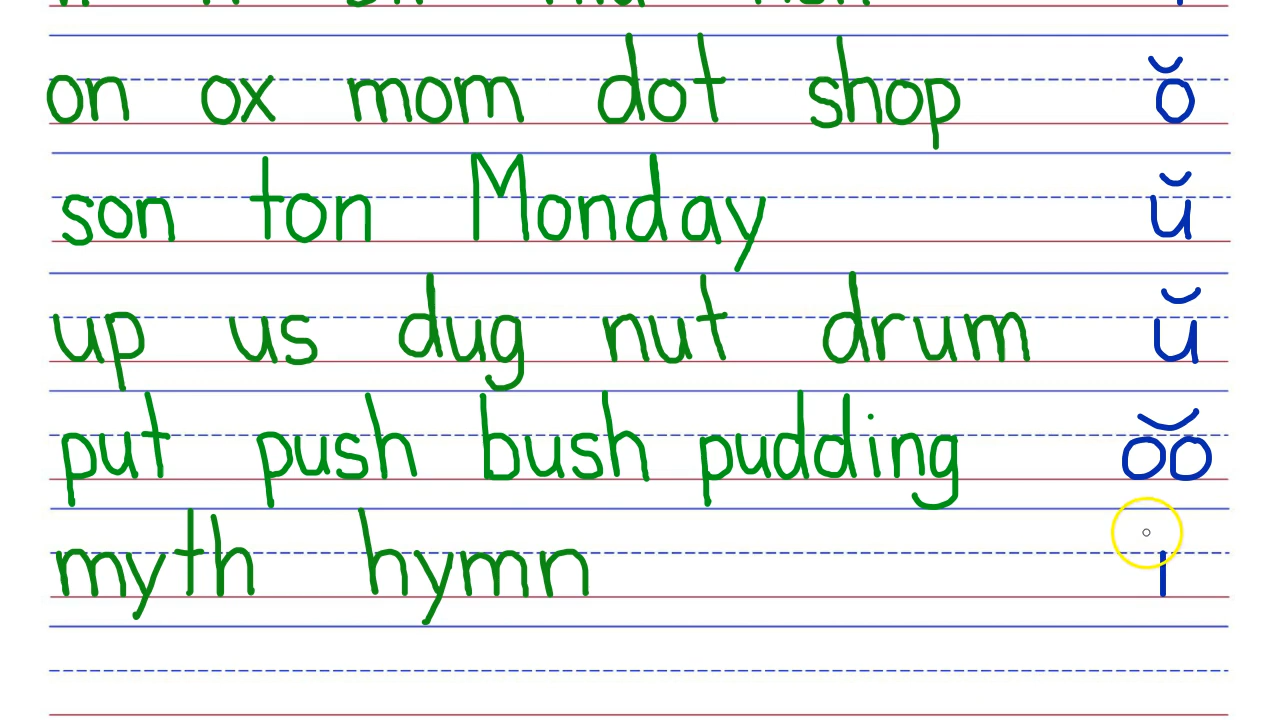 on ox mom dot shop ŏ
son ton Monday ŭ
up us dug nut drum ŭ
put push bush pudding o͝o
myth hymn ı